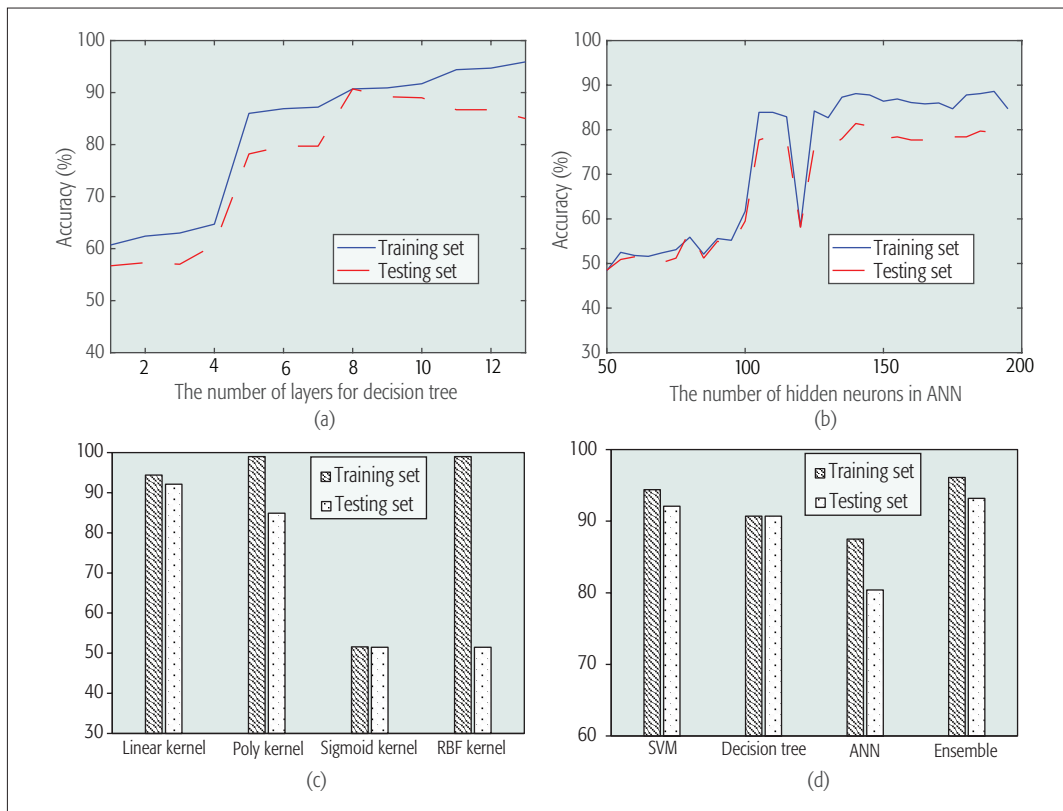 100
90
80
70
60
50
40
Accuracy (%)
Training set
Testing set
2 4 6 8 10 12
The number of layers for decision tree
(a)
100
90
80
70
60
50
40
30
Accuracy (%)
Training set
Testing set
50 100 150 200
The number of hidden neurons in ANN
(b)
100
90
80
70
60
50
40
30
Training set
Testing set
Linear kernel Poly kernel Sigmoid kernel RBF kernel
(c)
100
90
80
70
60
Training set
Testing set
SVM Decision tree ANN Ensemble
(d)